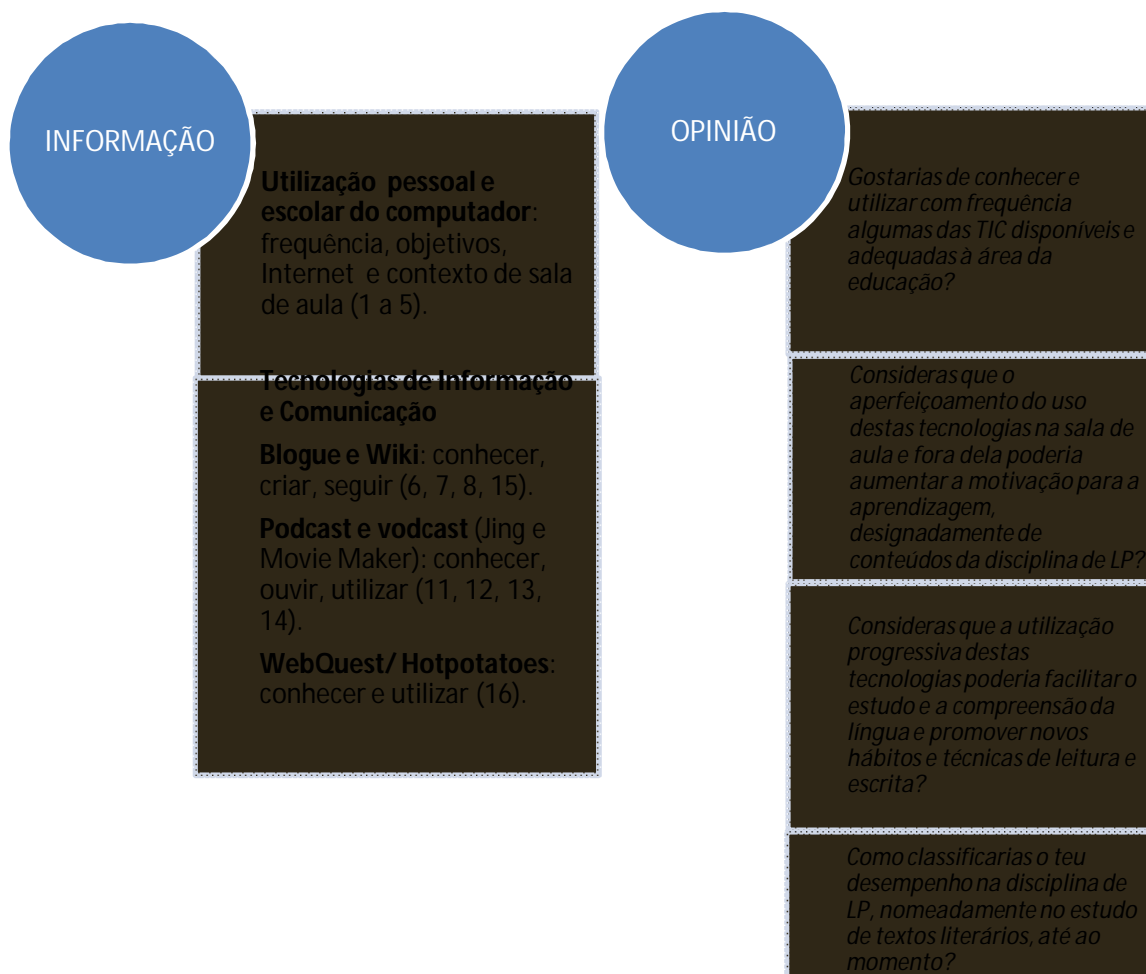 INFORMAÇÃO
Utilização pessoal e
escolar do computador:
frequência, objetivos,
Internet e contexto de sala
de aula (1 a 5).
Tecnologias de Informação
e Comunicação
Blogue e Wiki: conhecer,
criar, seguir (6, 7, 8, 15).
Podcast e vodcast (Jing e
Movie Maker): conhecer,
ouvir, utilizar (11, 12, 13,
14).
WebQuest/ Hotpotatoes:
conhecer e utilizar (16).
OPINIÃO
Gostarias de conhecer e
utilizar com frequência
algumas das TIC disponíveis e
adequadas à área da
educação?
Consideras que o
aperfeiçoamento do uso
destas tecnologias na sala de
aula e fora dela poderia
aumentar a motivação para a
aprendizagem,
designadamente de
conteúdos da disciplina de LP?
Consideras que a utilização
progressiva destas
tecnologias poderia facilitar o
estudo e a compreensão da
língua e promover novos
hábitos e técnicas de leitura e
escrita?
Como classificarias o teu
desempenho na disciplina de
LP, nomeadamente no estudo
de textos literários, até ao
momento?